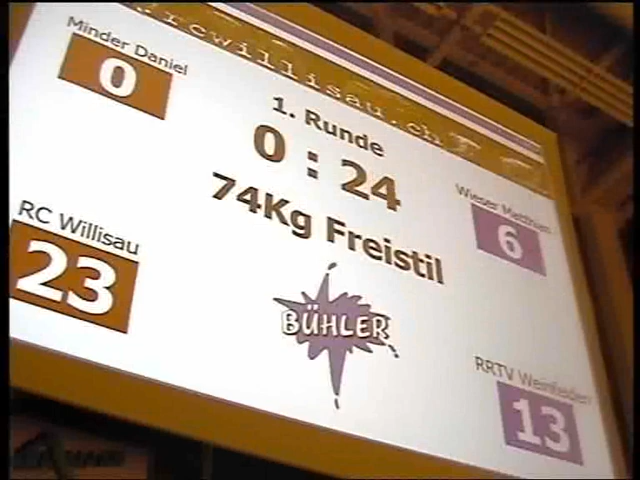 rcwillisau.ch
Minder Daniel
0
1. Runde
0 : 24
74Kg Freistil
Wieser Matthias
6
RC Willisau
23
BÜHLER
RRTV Weinfelden
13